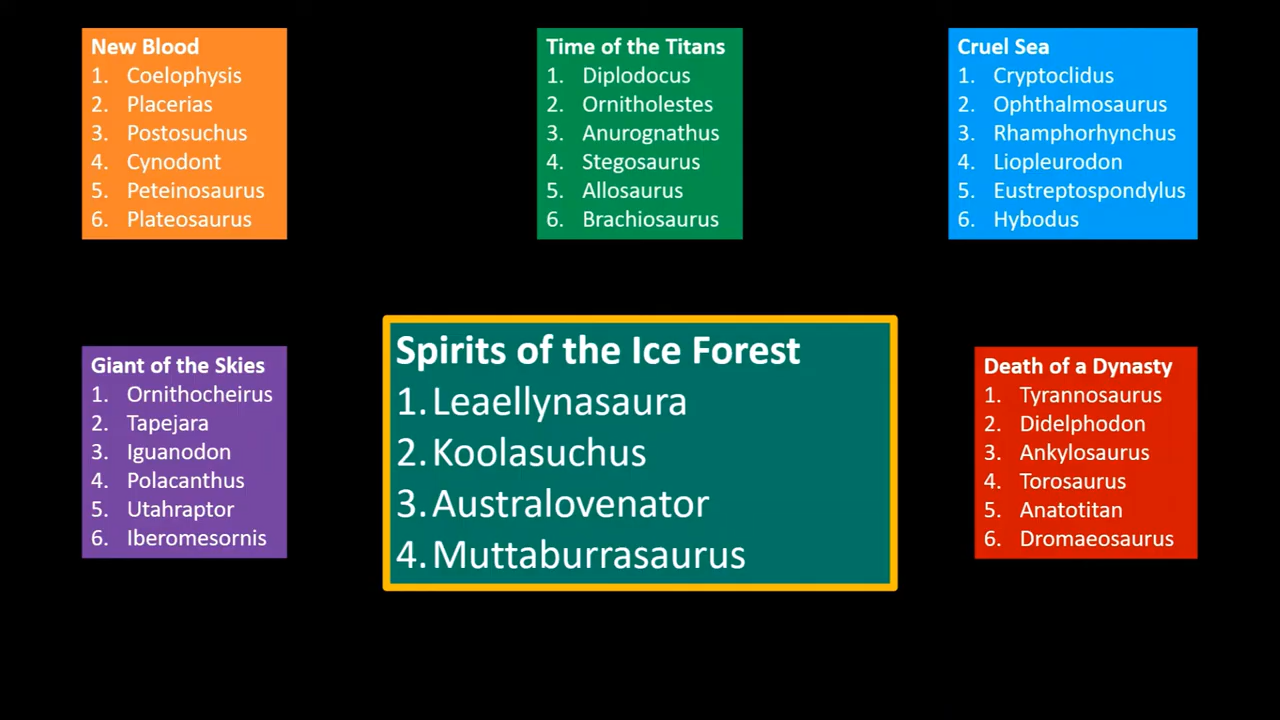 New Blood
1. Coelophysis
2. Placerias
3. Postosuchus
4. Cynodont
5. Peteinosaurus
6. Plateosaurus
Time of the Titans
1. Diplodocus
2. Ornitholestes
3. Anurognathus
4. Stegosaurus
5. Allosaurus
6. Brachiosaurus
Cruel Sea
1. Cryptoclidus
2. Ophthalmosaurus
3. Rhamphorhynchus
4. Liopleurodon
5. Eustreptospondylus
6. Hybodus
Giant of the Skies
1. Ornithocheirus
2. Tapejara
3. Iguanodon
4. Polacanthus
5. Utahraptor
6. Iberomesornis
Spirits of the Ice Forest
1. Leaellynasaura
2. Koolasuchus
3. Australovenator
4. Muttaburrasaurus
Death of a Dynasty
1. Tyrannosaurus
2. Didelphodon
3. Ankylosaurus
4. Torosaurus
5. Anatotitan
6. Dromaeosaurus